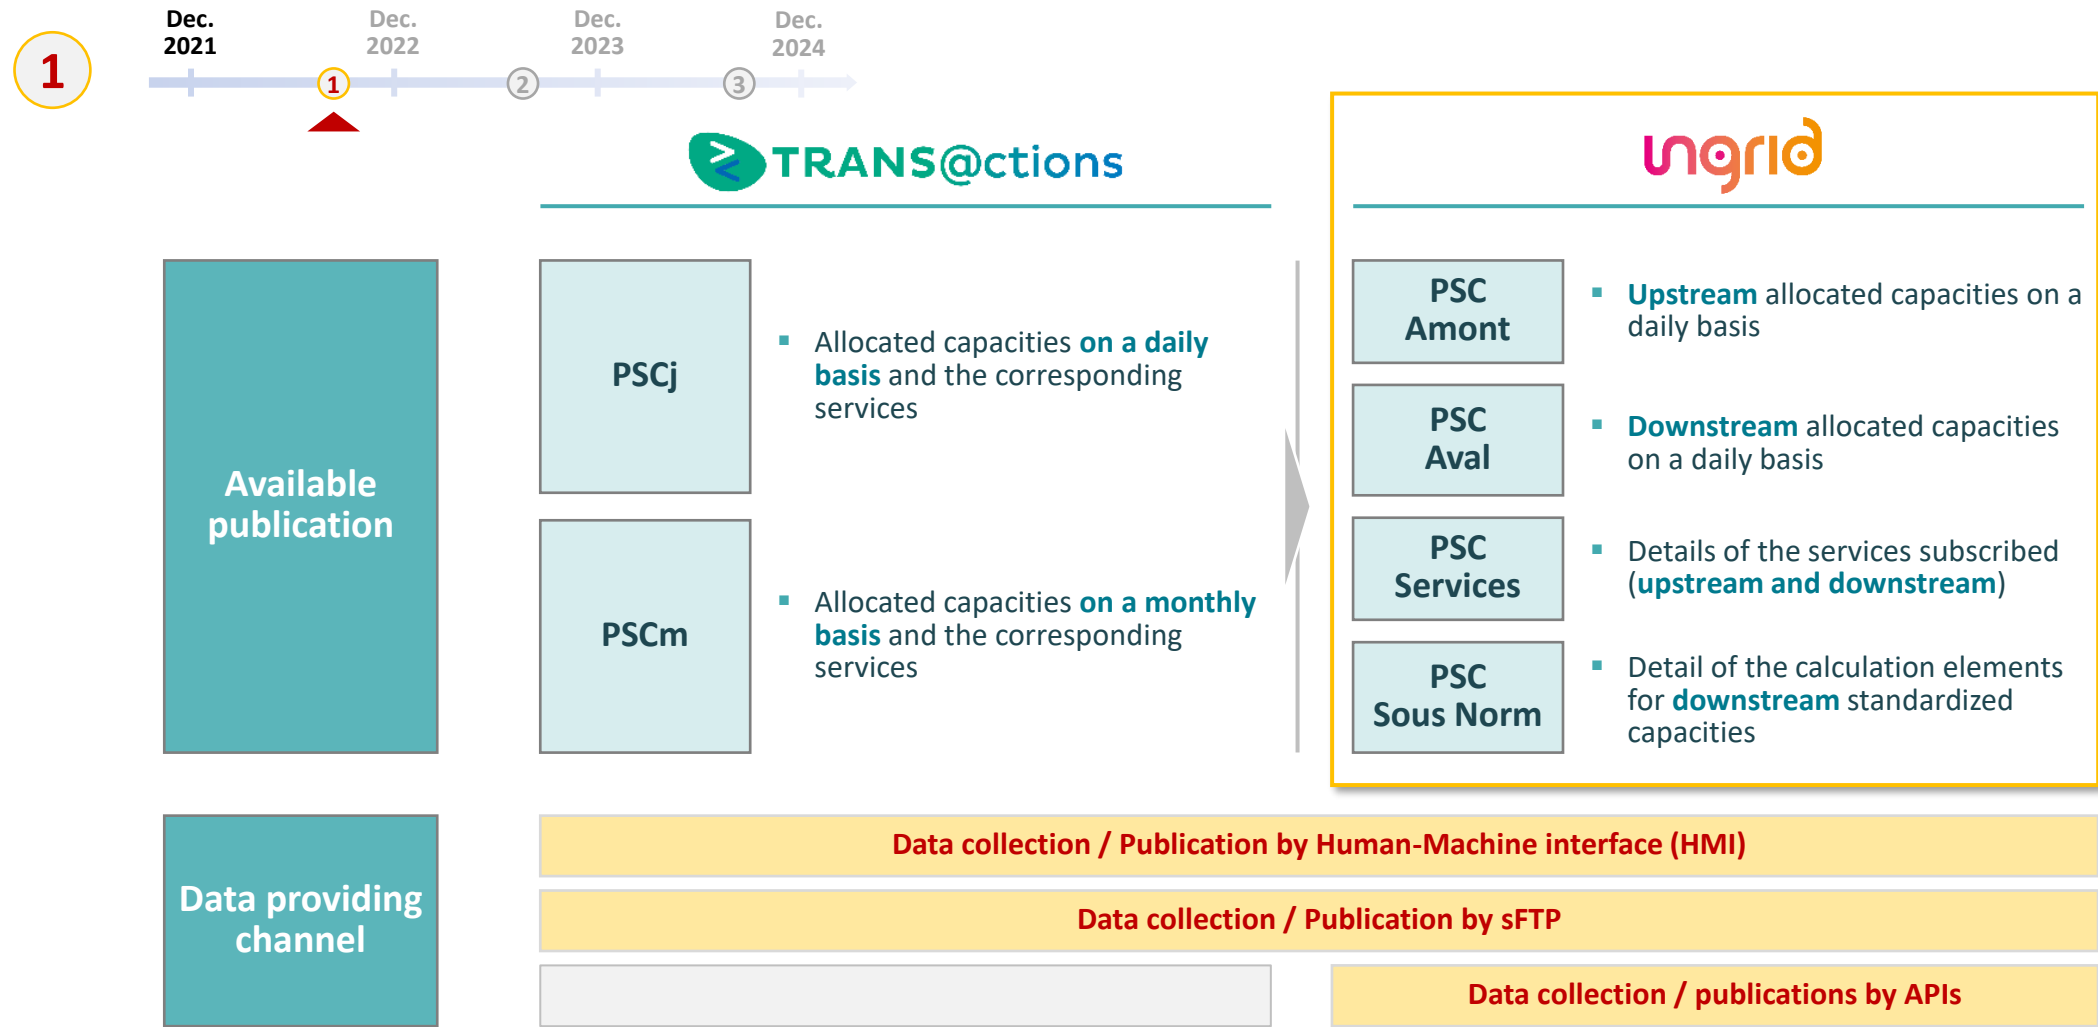 1
Dec.
2021
Dec.
2022
Dec.
2023
Dec.
2024
1
2
3
TRANS@ctions
ingrid
Available
publication
PSCj
▪ Allocated capacities on a daily
basis and the corresponding
services
PSCm
▪ Allocated capacities on a monthly
basis and the corresponding
services
PSC
Amont
▪ Upstream allocated capacities on a
daily basis
PSC
Aval
▪ Downstream allocated capacities
on a daily basis
PSC
Services
▪ Details of the services subscribed
(upstream and downstream)
PSC
Sous Norm
▪ Detail of the calculation elements
for downstream standardized
capacities
Data providing
channel
Data collection / Publication by Human-Machine interface (HMI)
Data collection / Publication by sFTP
Data collection / publications by APIs